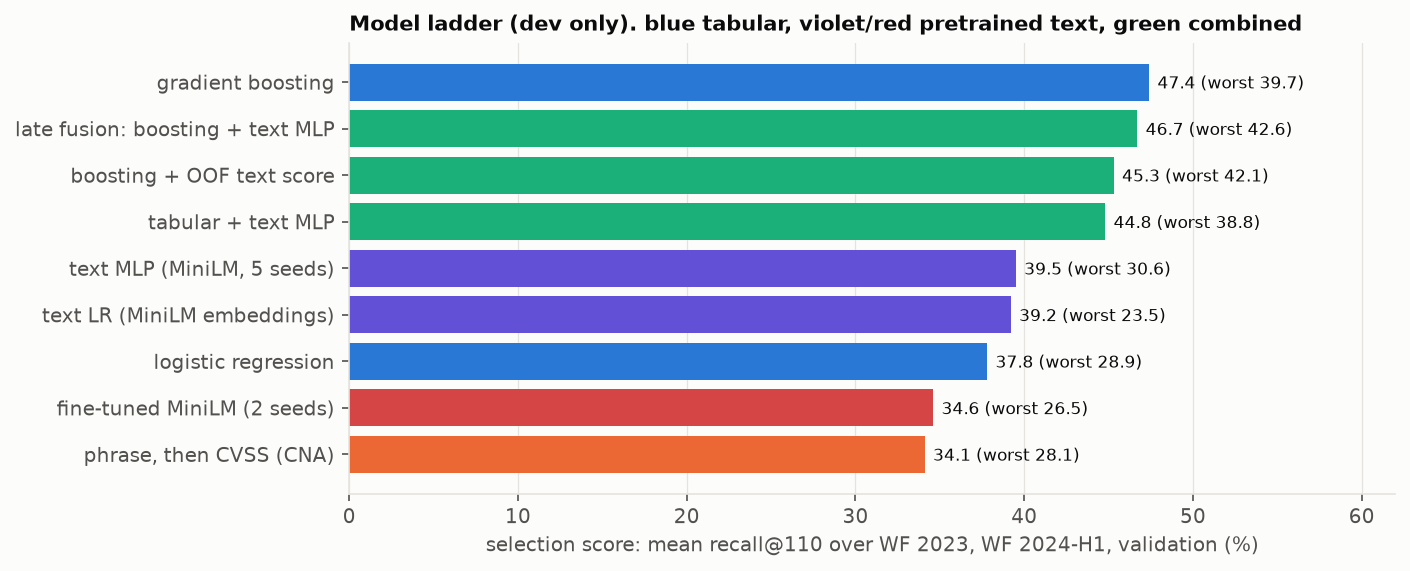 Model ladder (dev only). blue tabular, violet/red pretrained text, green combined
gradient boosting 47.4 (worst 39.7)
late fusion: boosting + text MLP 46.7 (worst 42.6)
boosting + OOF text score 45.3 (worst 42.1)
tabular + text MLP 44.8 (worst 38.8)
text MLP (MiniLM, 5 seeds) 39.5 (worst 30.6)
text LR (MiniLM embeddings) 39.2 (worst 23.5)
logistic regression 37.8 (worst 28.9)
fine-tuned MiniLM (2 seeds) 34.6 (worst 26.5)
phrase, then CVSS (CNA) 34.1 (worst 28.1)
0 10 20 30 40 50 60
selection score: mean recall@110 over WF 2023, WF 2024-H1, validation (%)